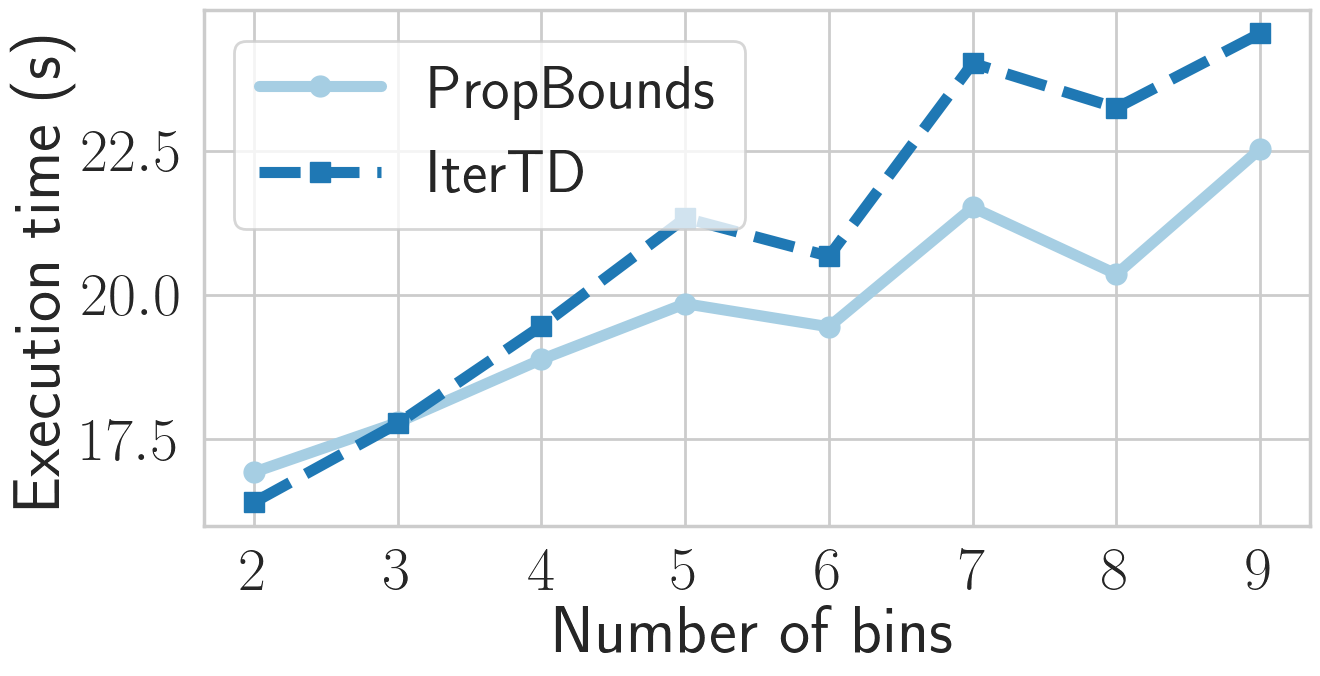 Execution time (s)
22.5
20.0
17.5
PropBounds
IterTD
2 3 4 5 6 7 8 9
Number of bins